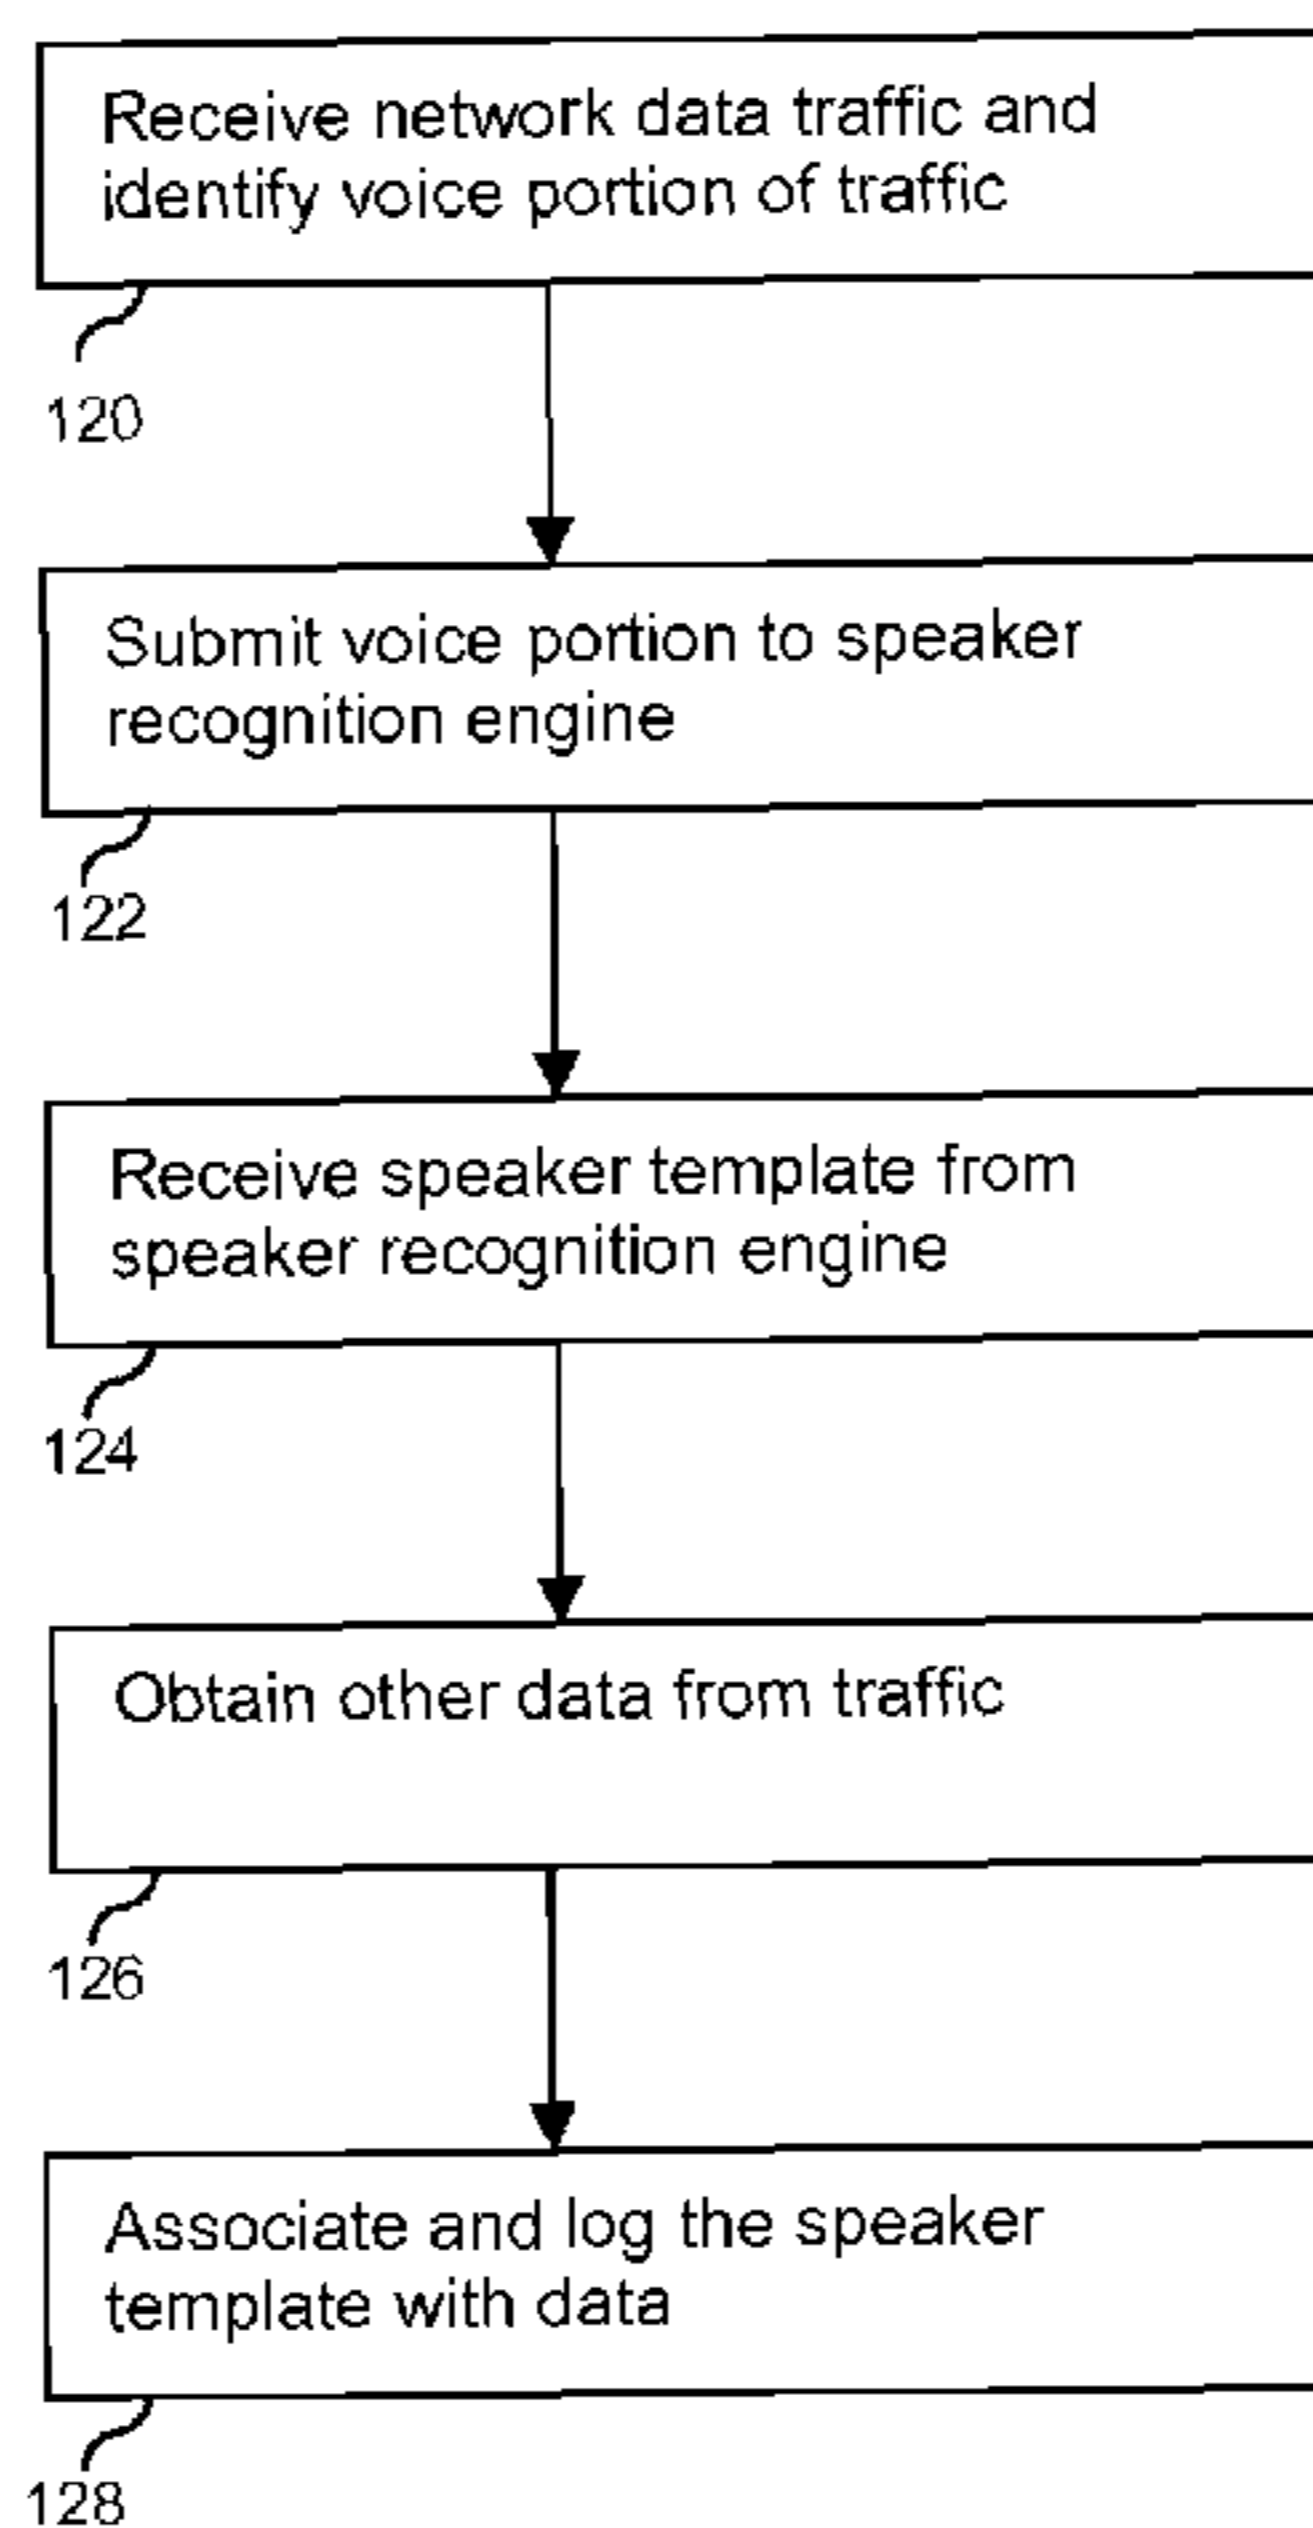 Receive network data traffic and
identify voice portion of traffic
120
Submit voice portion to speaker
recognition engine
122
Receive speaker template from
speaker recognition engine
124
Obtain other data from traffic
126
Associate and log the speaker
template with data
128